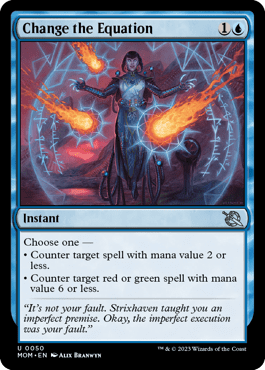 Change the Equation 1
Instant
Choose one —
• Counter target spell with mana value 2 or
less.
• Counter target red or green spell with mana
value 6 or less.
“It’s not your fault. Strixhaven taught you an
imperfect premise. Okay, the imperfect execution
was your fault.”
U 0050
MOM • EN ALIX BRANWYN
™ & © 2023 Wizards of the Coast